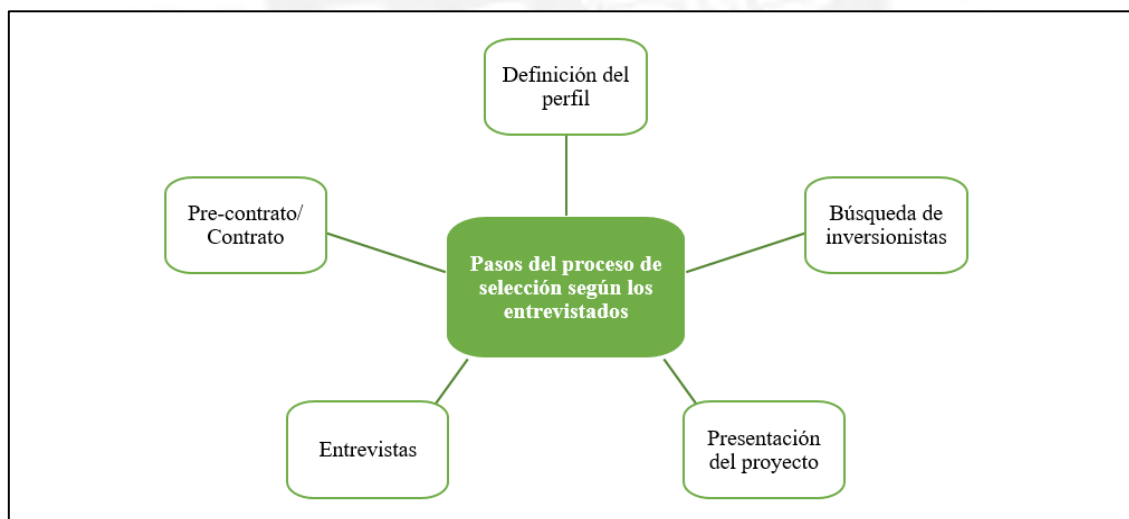 Definición del
perfil
Búsqueda de
inversionistas
Presentación
del proyecto
Entrevistas
Pre-contrato/
Contrato
Pasos del proceso de
selección según los
entrevistados